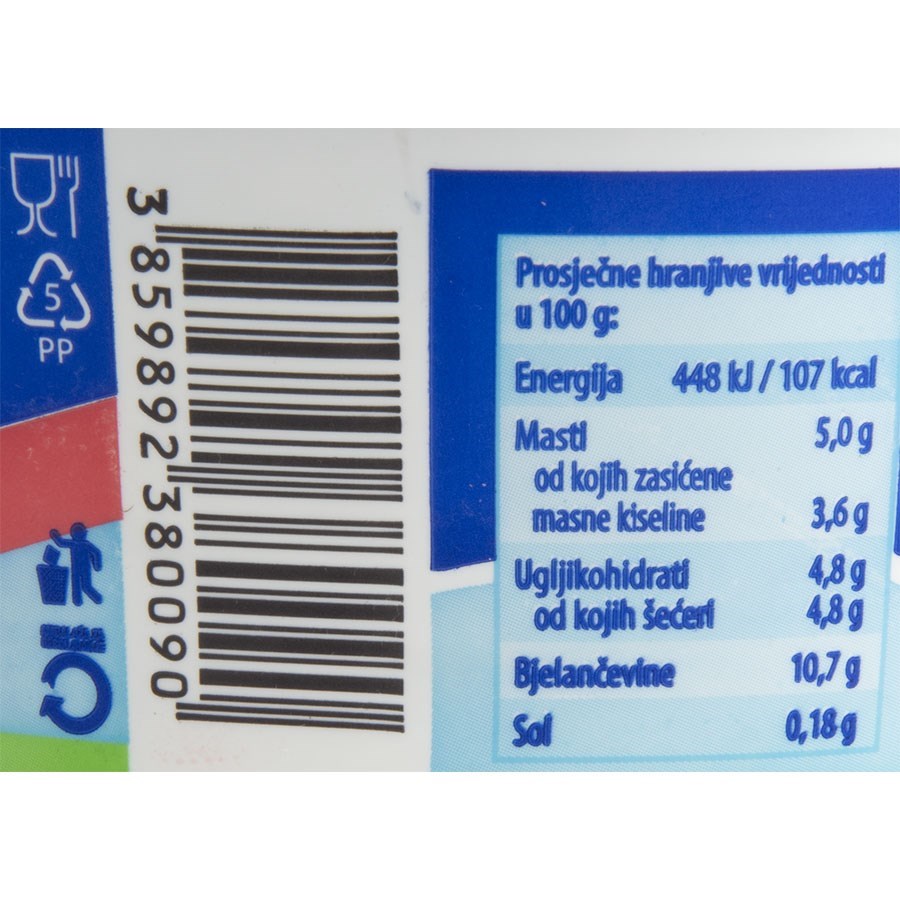 5
PP
3 859892 380090
Prosječne hranjive vrijednosti
u 100 g:
Energija 448 kJ / 107 kcal
Masti 5,0 g
od kojih zasićene
masne kiseline 3,6 g
Ugljikohidrati 4,8 g
od kojih šećeri 4,8 g
Bjelančevine 10,7 g
Sol 0,18 g